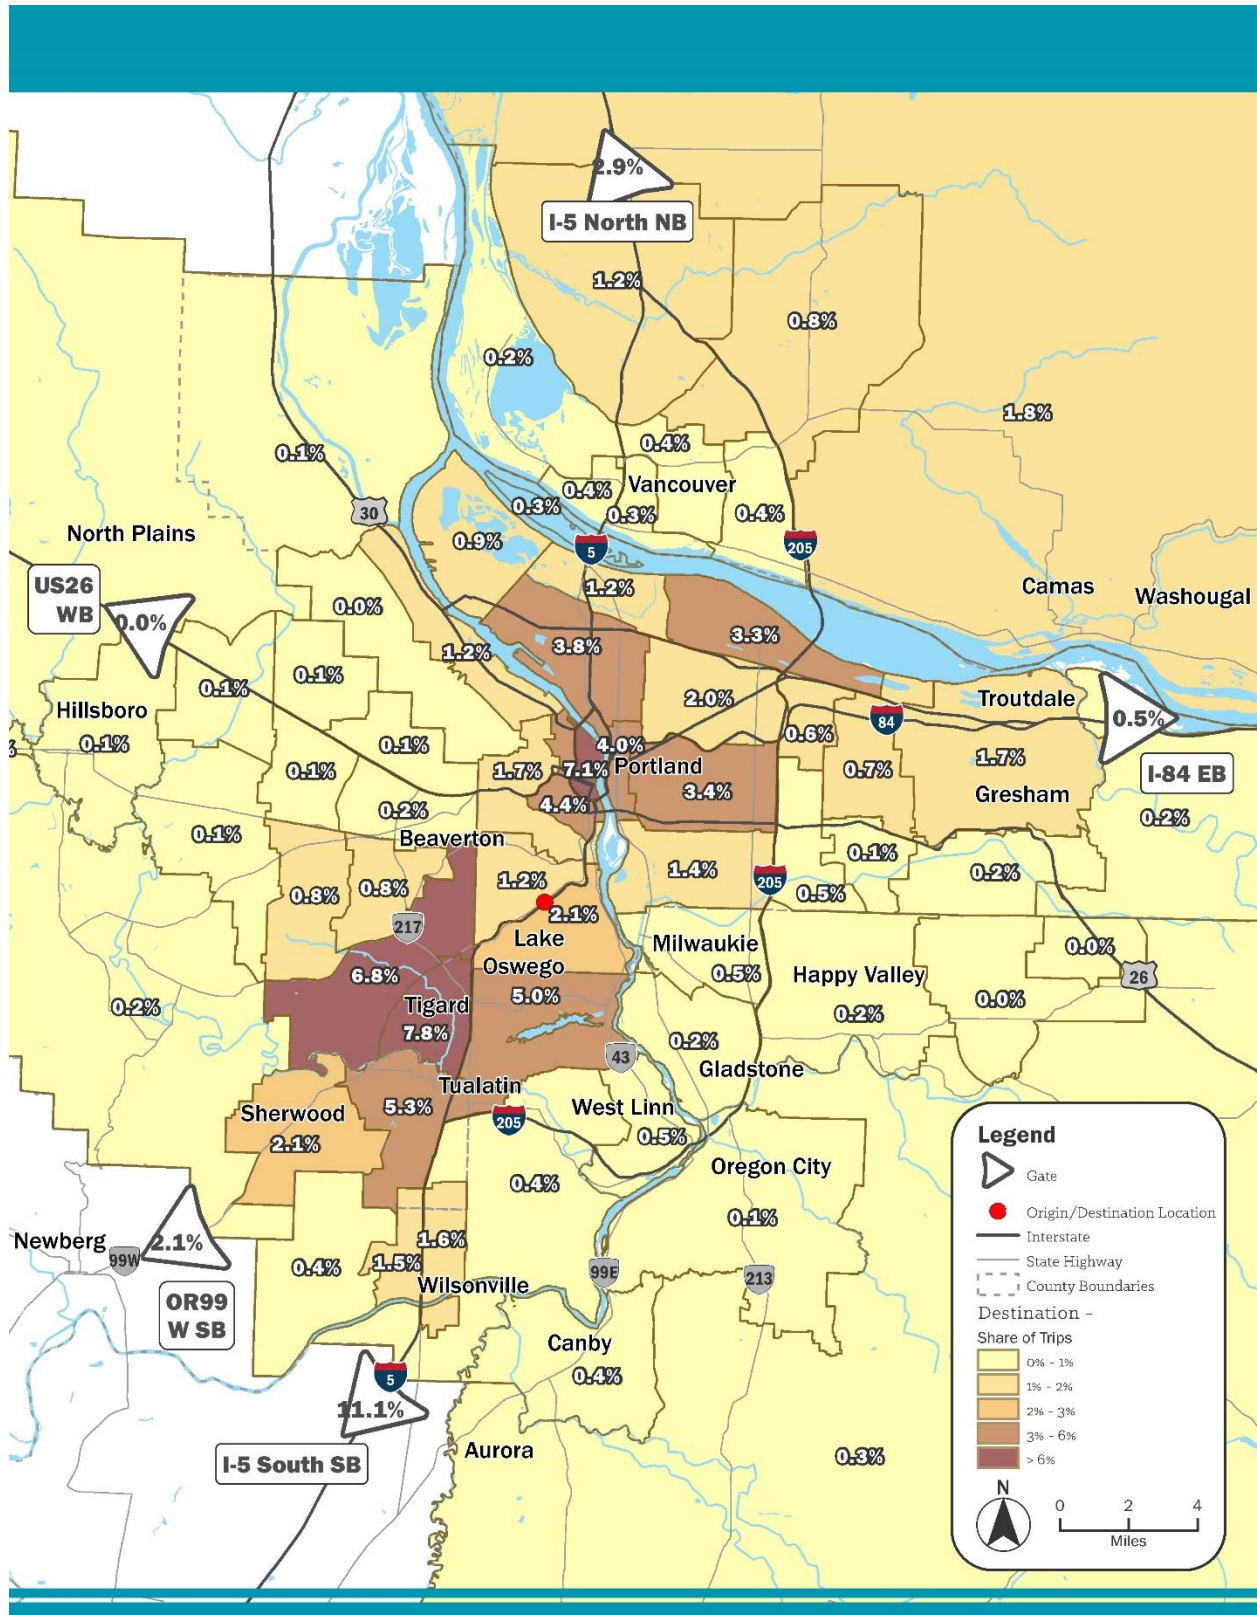 2.9%
I-5 North NB
1.2%
0.8%
0.2%
1.8%
0.4%
0.1%
0.4%
Vancouver
0.3%
0.3%
0.4%
30
North Plains
0.9%
5
205
1.2%
Camas
Washougal
US26
WB
0.0%
0.0%
3.8%
3.3%
1.2%
0.1%
0.1%
2.0%
Troutdale
Hillsboro
0.1%
0.1%
4.0%
0.6%
84
0.5%
%
0.1%
1.7%
7.1%
Portland
0.7%
1.7%
I-84 EB
0.2%
4.4%
3.4%
Gresham
0.2%
0.1%
Beaverton
0.1%
0.8%
0.8%
1.2%
1.4%
205
0.5%
0.2%
217
2.1%
Lake
Oswego
Milwaukie
0.5%
Happy Valley
0.0%
26
6.8%
5.0%
0.2%
Tigard
7.8%
0.2%
0.0%
43
0.2%
Gladstone
Tualatin
Sherwood
2.1%
5.3%
205
West Linn
0.5%
Oregon City
0.4%
0.1%
Newberg
99W
2.1%
OR99
W SB
0.4%
1.5%
1.6%
Wilsonville
99E
213
Canby
0.4%
5
11.1%
I-5 South SB
Aurora
0.3%
Legend
Gate
Origin/Destination Location
Interstate
State Highway
County Boundaries
Destination -
Share of Trips
0% - 1%
1% - 2%
2% - 3%
3% - 6%
> 6%
N
0 2 4
Miles